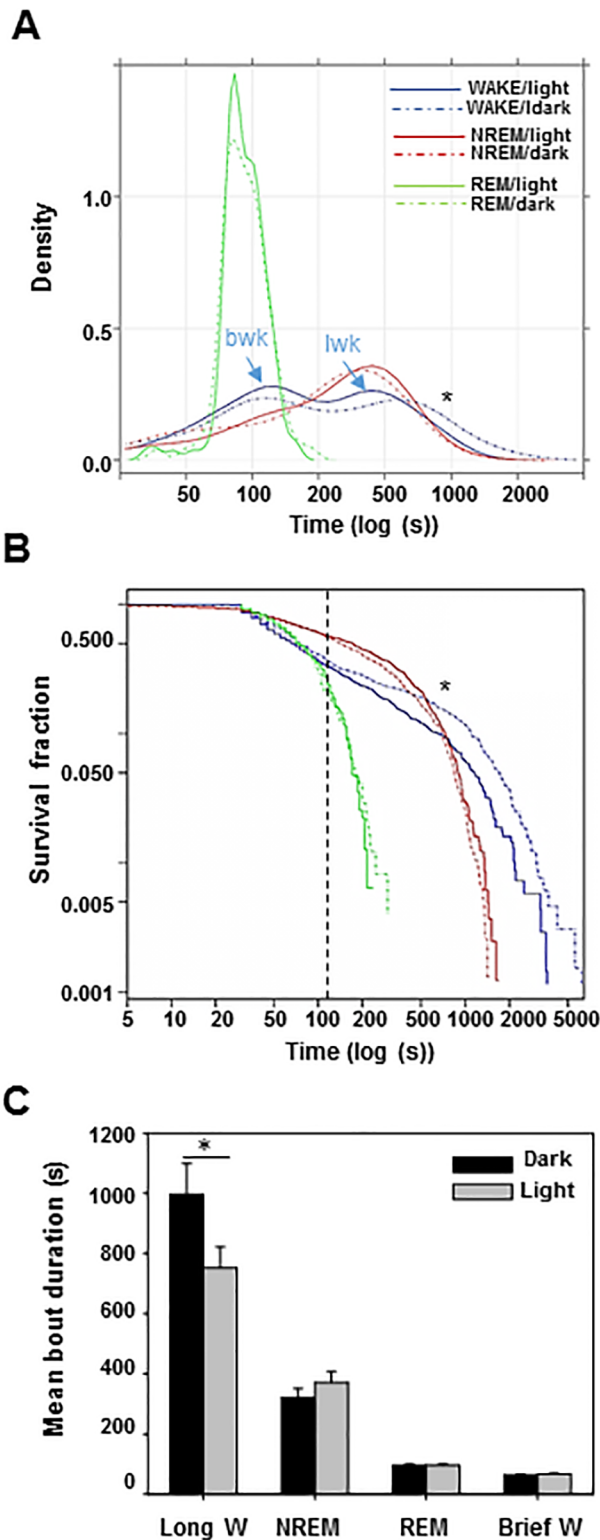 A
WAKE/light
WAKE/ldark
NREM/light
NREM/dark
REM/light
REM/dark
Density
1.0
0.5
0.0
bwk
lwk
*
50 100 200 500 1000 2000
Time (log (s))
B
Survival fraction
0.500
0.050
0.005
0.001
*
5 10 20 50 100 200 500 1000 2000 5000
Time (log (s))
C
Mean bout duration (s)
1200
1000
800
600
400
200
0
*
Dark
Light
Long W NREM REM Brief W